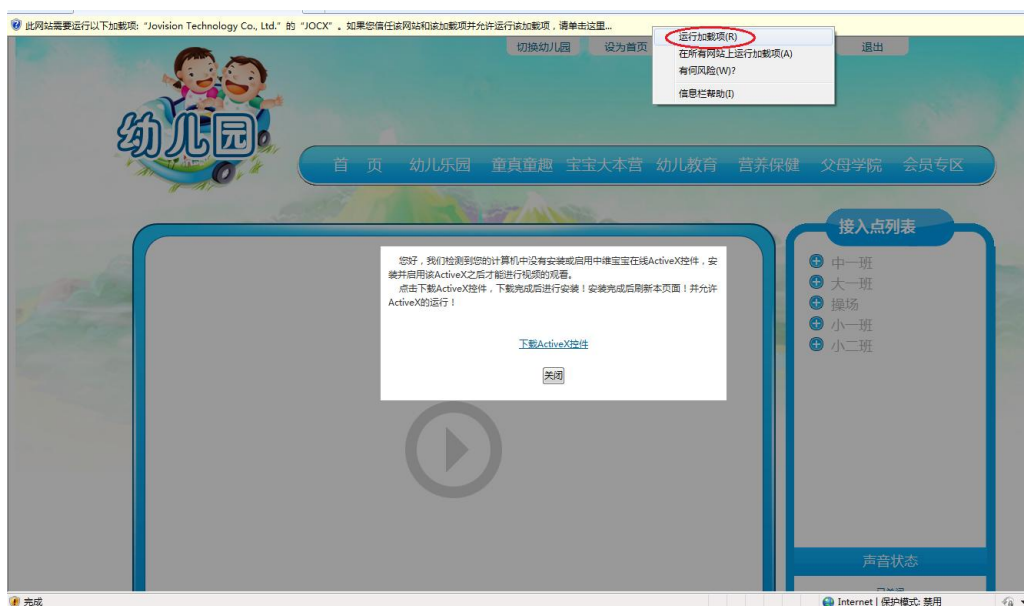 此网站需要运行以下加载项: “Jovision Technology Co., Ltd.” 的 “JOCX” 。如果您信任该网站和该加载项并允许运行该加载项，请单击这里...
运行加载项(R)
在所有网站上运行加载项(A)
有何风险(W)?
信息栏帮助(I)
切换幼儿园 设为首页 退出
幼儿园
首 页 幼儿乐园 童真童趣 宝宝大本营 幼儿教育 营养保健 父母学院 会员专区
您好，我们检测到您的计算机中没有安装或启用中维宝宝在线ActiveX控件，安
装并启用该ActiveX之后才能进行视频的观看。
点击下载ActiveX控件，下载完成后进行安装！安装完成后刷新本页面！并允许
ActiveX的运行！
下载ActiveX控件
关闭
接入点列表
中一班
大一班
操场
小一班
小二班
声音状态
完成
Internet | 保护模式: 禁用